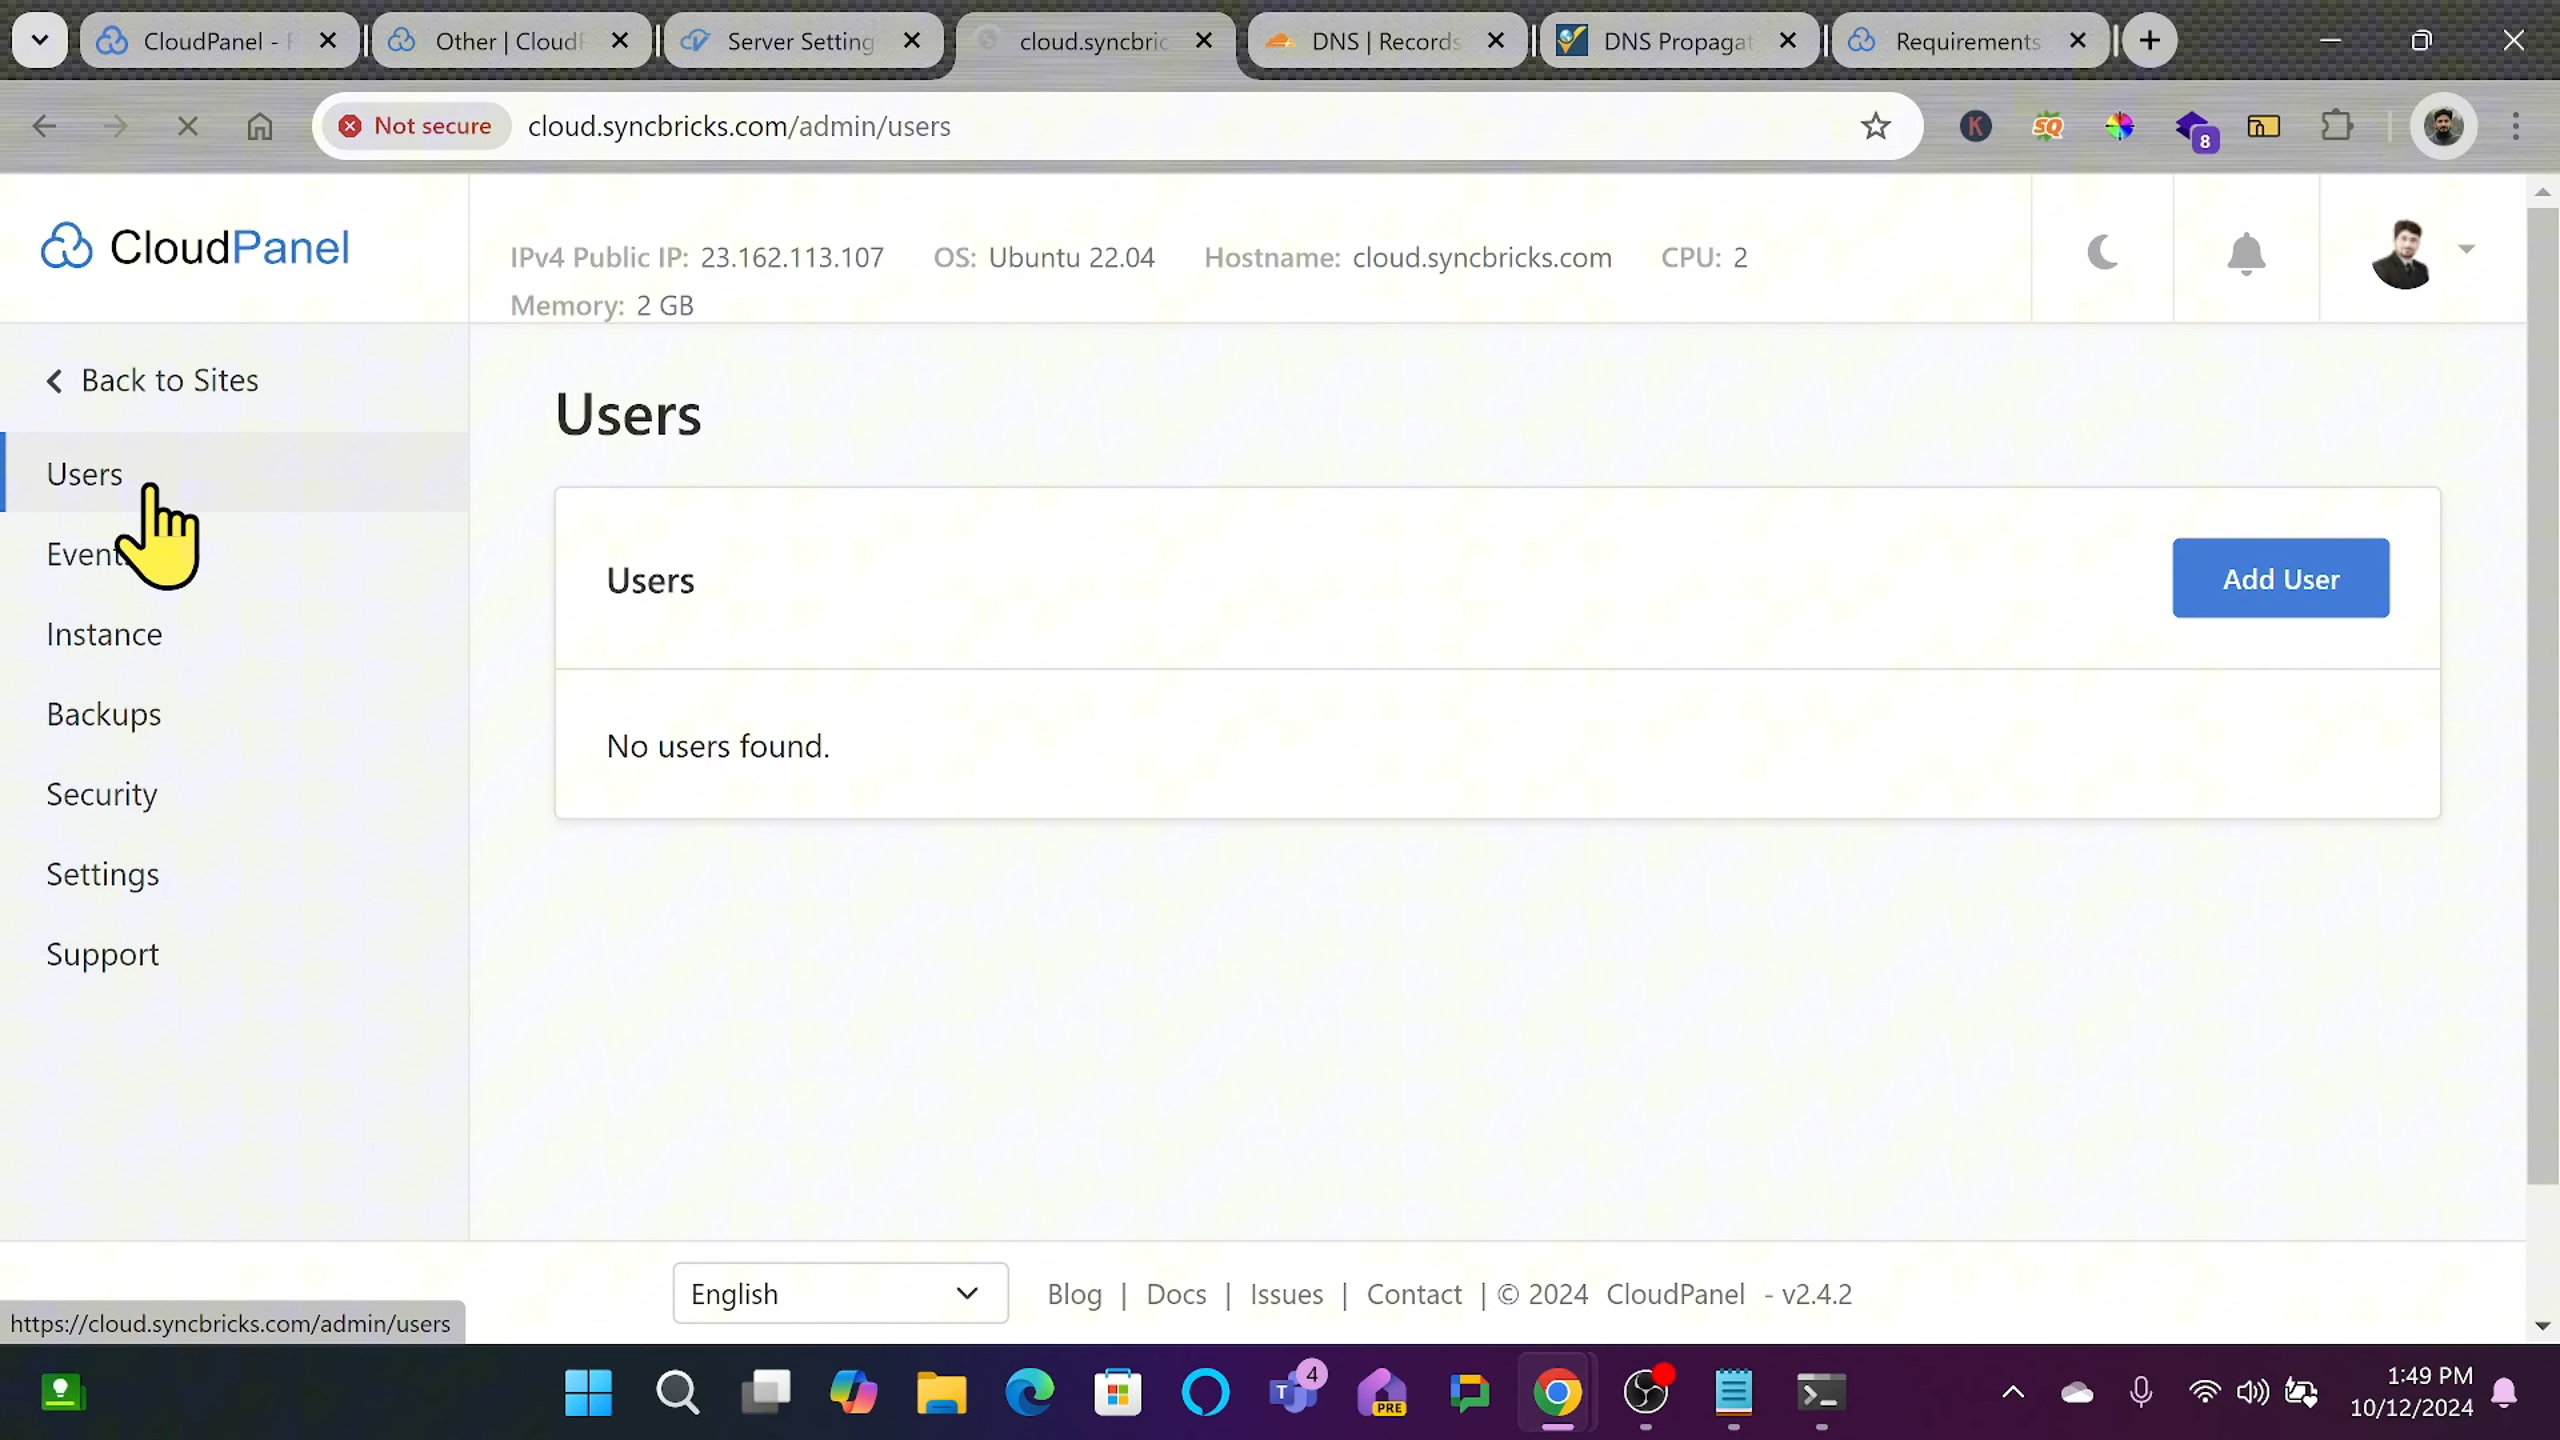 CloudPanel -
Other | Cloud
Server Setting
cloud.syncbric
DNS | Records
DNS Propagat
Requirements
Not secure
cloud.syncbricks.com/admin/users
K
SQ
8
CloudPanel
IPv4 Public IP: 23.162.113.107 OS: Ubuntu 22.04 Hostname: cloud.syncbricks.com CPU: 2
Memory: 2 GB
Back to Sites
Users
Event
Instance
Backups
Security
Settings
Support
Users
Users
Add User
No users found.
English
Blog | Docs | Issues | Contact | © 2024 CloudPanel - v2.4.2
https://cloud.syncbricks.com/admin/users
T
4
PRE
1:49 PM
10/12/2024